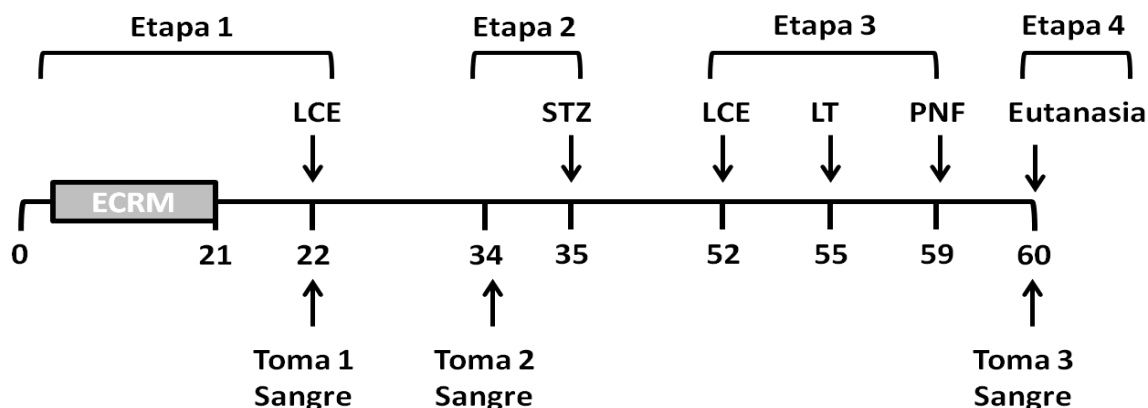 Etapa 1
Etapa 2
Etapa 3
Etapa 4
LCE
STZ
LCE
LT
PNF
Eutanasia
ECRM
0
21
22
34
35
52
55
59
60
Toma 1
Sangre
Toma 2
Sangre
Toma 3
Sangre